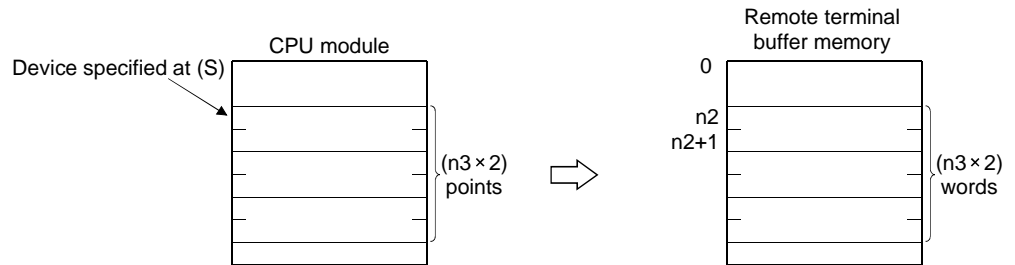 CPU module
Device specified at (S)
(n3 × 2)
points
Remote terminal
buffer memory
0
n2
n2+1
(n3 × 2)
words